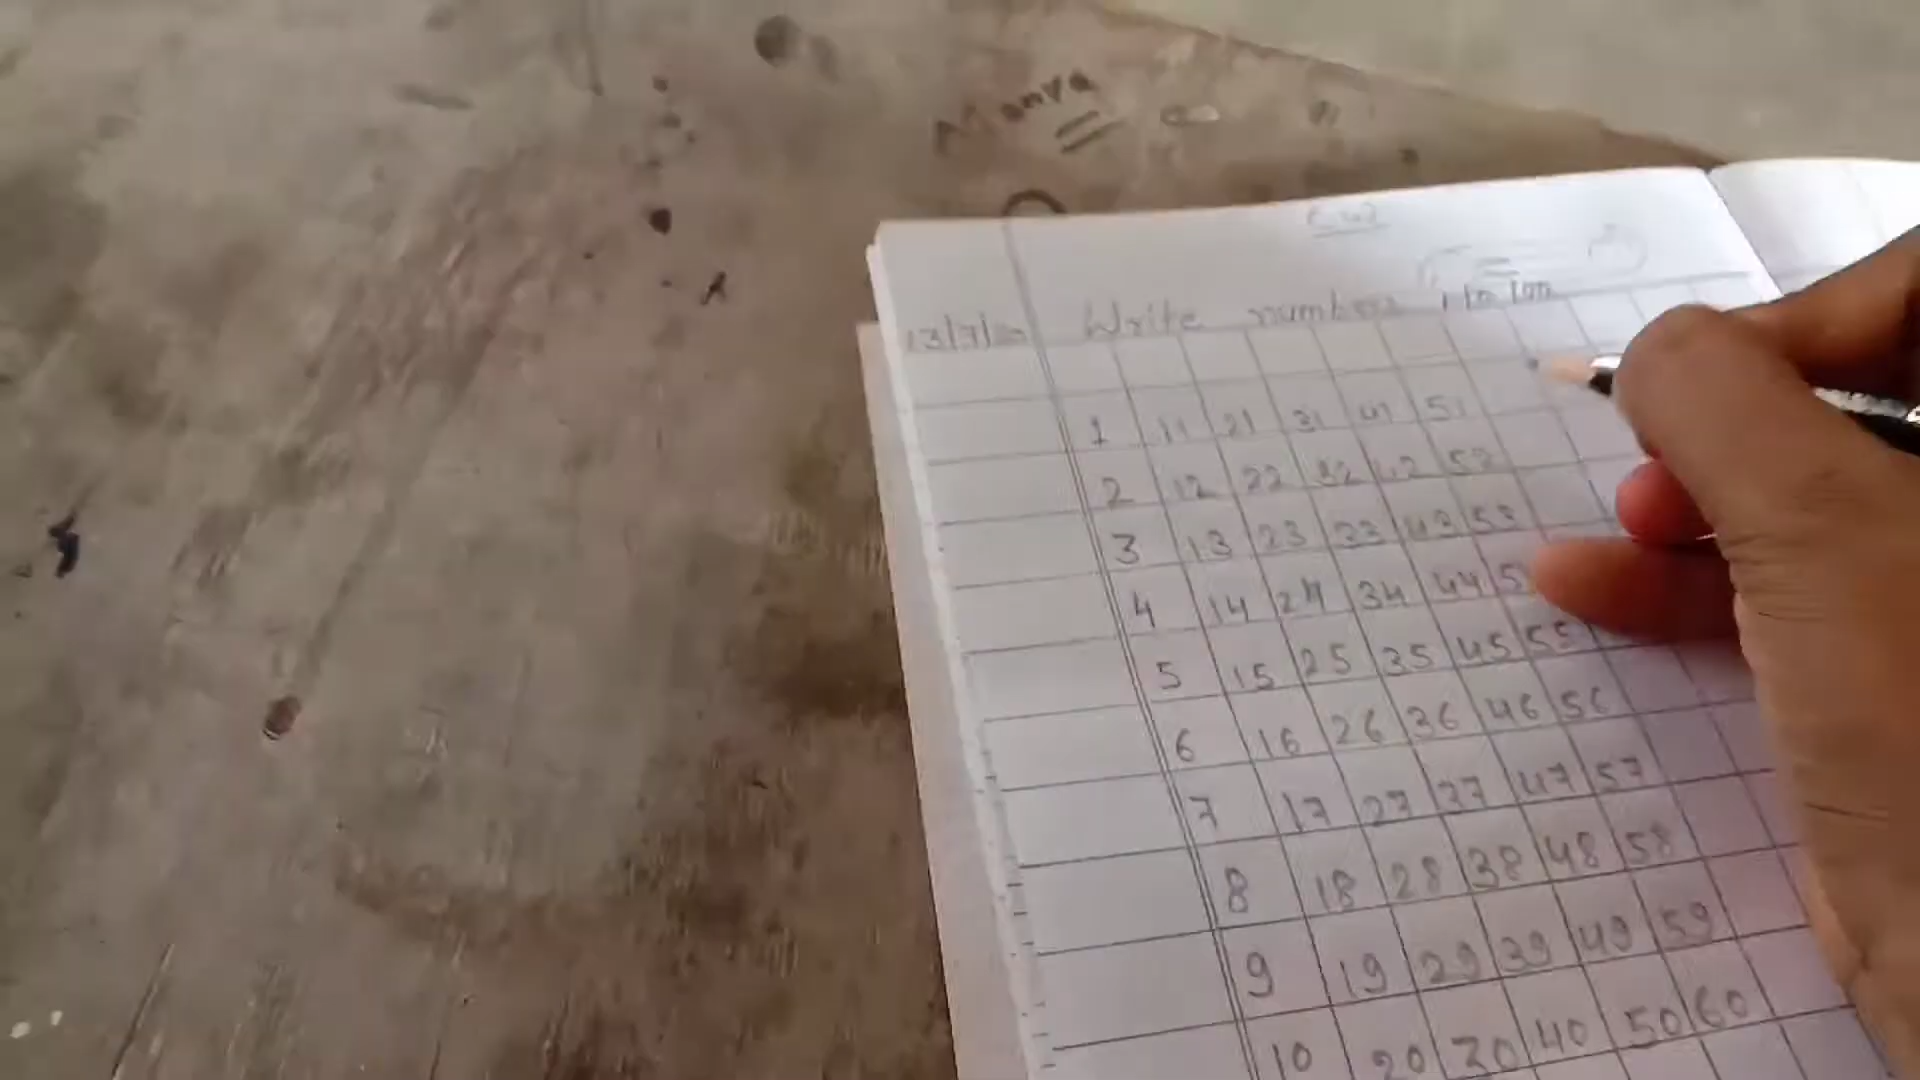 Manya
C.W
Write numbers 1 to 100
1 11 21 31 41 51
2 12 22 32 42 52
3 13 23 33 43 53
4 14 24 34 44 5
5 15 25 35 45 55
6 16 26 36 46 56
7 17 27 37 47 57
8 18 28 38 48 58
9 19 29 39 49 59
10 20 30 40 50 60